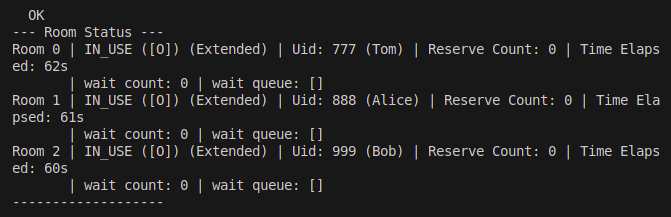 OK
--- Room Status ---
Room 0 | IN_USE ([O]) (Extended) | Uid: 777 (Tom) | Reserve Count: 0 | Time Elaps
ed: 62s
       | wait count: 0 | wait queue: []
Room 1 | IN_USE ([O]) (Extended) | Uid: 888 (Alice) | Reserve Count: 0 | Time Ela
psed: 61s
       | wait count: 0 | wait queue: []
Room 2 | IN_USE ([O]) (Extended) | Uid: 999 (Bob) | Reserve Count: 0 | Time Elaps
ed: 60s
       | wait count: 0 | wait queue: []
-------------------